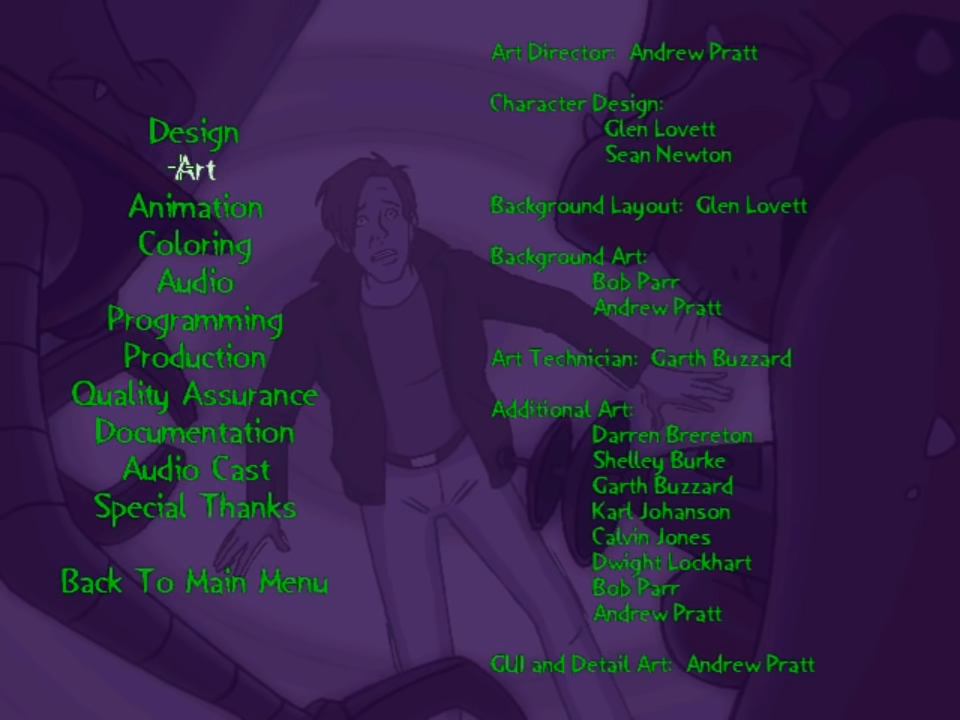 Design
-Art
Animation
Coloring
Audio
Programming
Production
Quality Assurance
Documentation
Audio Cast
Special Thanks
Back To Main Menu
Art Director: Andrew Pratt
Character Design:
Glen Lovett
Sean Newton
Background Layout: Glen Lovett
Background Art:
Bob Parr
Andrew Pratt
Art Technician: Garth Buzzard
Additional Art:
Darren Brereton
Shelley Burke
Garth Buzzard
Karl Johanson
Calvin Jones
Dwight Lockhart
Bob Parr
Andrew Pratt
GUI and Detail Art: Andrew Pratt